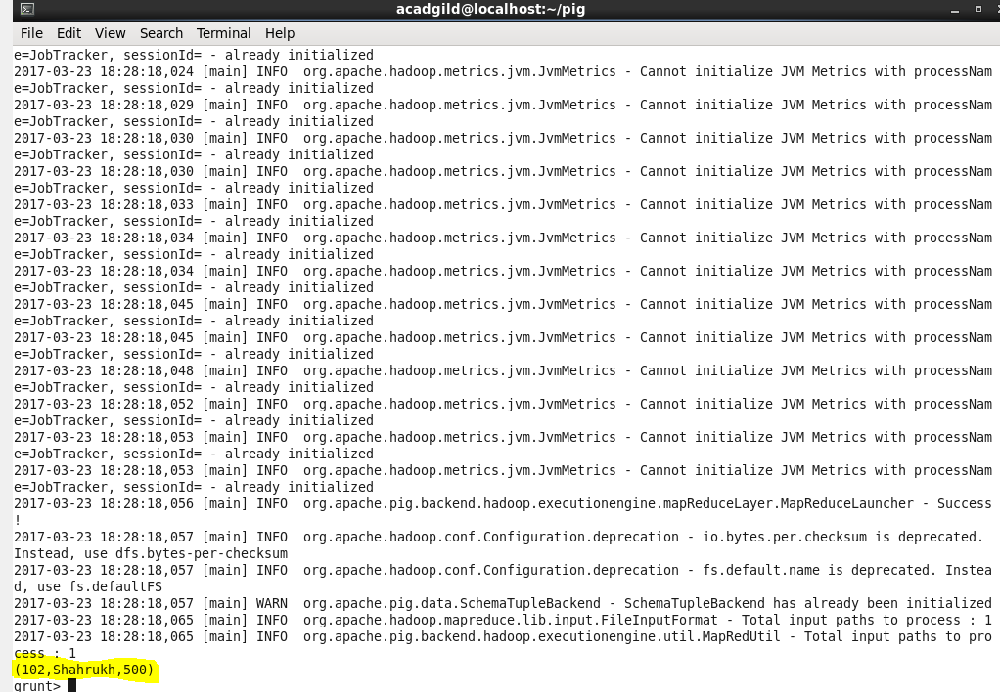 acadgild@localhost:~/pig
File Edit View Search Terminal Help
e=JobTracker, sessionId= - already initialized
2017-03-23 18:28:18,024 [main] INFO  org.apache.hadoop.metrics.jvm.JvmMetrics - Cannot initialize JVM Metrics with processNam
e=JobTracker, sessionId= - already initialized
2017-03-23 18:28:18,029 [main] INFO  org.apache.hadoop.metrics.jvm.JvmMetrics - Cannot initialize JVM Metrics with processNam
e=JobTracker, sessionId= - already initialized
2017-03-23 18:28:18,030 [main] INFO  org.apache.hadoop.metrics.jvm.JvmMetrics - Cannot initialize JVM Metrics with processNam
e=JobTracker, sessionId= - already initialized
2017-03-23 18:28:18,030 [main] INFO  org.apache.hadoop.metrics.jvm.JvmMetrics - Cannot initialize JVM Metrics with processNam
e=JobTracker, sessionId= - already initialized
2017-03-23 18:28:18,033 [main] INFO  org.apache.hadoop.metrics.jvm.JvmMetrics - Cannot initialize JVM Metrics with processNam
e=JobTracker, sessionId= - already initialized
2017-03-23 18:28:18,034 [main] INFO  org.apache.hadoop.metrics.jvm.JvmMetrics - Cannot initialize JVM Metrics with processNam
e=JobTracker, sessionId= - already initialized
2017-03-23 18:28:18,034 [main] INFO  org.apache.hadoop.metrics.jvm.JvmMetrics - Cannot initialize JVM Metrics with processNam
e=JobTracker, sessionId= - already initialized
2017-03-23 18:28:18,045 [main] INFO  org.apache.hadoop.metrics.jvm.JvmMetrics - Cannot initialize JVM Metrics with processNam
e=JobTracker, sessionId= - already initialized
2017-03-23 18:28:18,045 [main] INFO  org.apache.hadoop.metrics.jvm.JvmMetrics - Cannot initialize JVM Metrics with processNam
e=JobTracker, sessionId= - already initialized
2017-03-23 18:28:18,048 [main] INFO  org.apache.hadoop.metrics.jvm.JvmMetrics - Cannot initialize JVM Metrics with processNam
e=JobTracker, sessionId= - already initialized
2017-03-23 18:28:18,052 [main] INFO  org.apache.hadoop.metrics.jvm.JvmMetrics - Cannot initialize JVM Metrics with processNam
e=JobTracker, sessionId= - already initialized
2017-03-23 18:28:18,053 [main] INFO  org.apache.hadoop.metrics.jvm.JvmMetrics - Cannot initialize JVM Metrics with processNam
e=JobTracker, sessionId= - already initialized
2017-03-23 18:28:18,053 [main] INFO  org.apache.hadoop.metrics.jvm.JvmMetrics - Cannot initialize JVM Metrics with processNam
e=JobTracker, sessionId= - already initialized
2017-03-23 18:28:18,056 [main] INFO  org.apache.pig.backend.hadoop.executionengine.mapReduceLayer.MapReduceLauncher - Success
!
2017-03-23 18:28:18,057 [main] INFO  org.apache.hadoop.conf.Configuration.deprecation - io.bytes.per.checksum is deprecated.
Instead, use dfs.bytes-per-checksum
2017-03-23 18:28:18,057 [main] INFO  org.apache.hadoop.conf.Configuration.deprecation - fs.default.name is deprecated. Instea
d, use fs.defaultFS
2017-03-23 18:28:18,057 [main] WARN  org.apache.pig.data.SchemaTupleBackend - SchemaTupleBackend has already been initialized
2017-03-23 18:28:18,065 [main] INFO  org.apache.hadoop.mapreduce.lib.input.FileInputFormat - Total input paths to process : 1
2017-03-23 18:28:18,065 [main] INFO  org.apache.pig.backend.hadoop.executionengine.util.MapRedUtil - Total input paths to pro
cess : 1
(102,Shahrukh,500)
grunt>